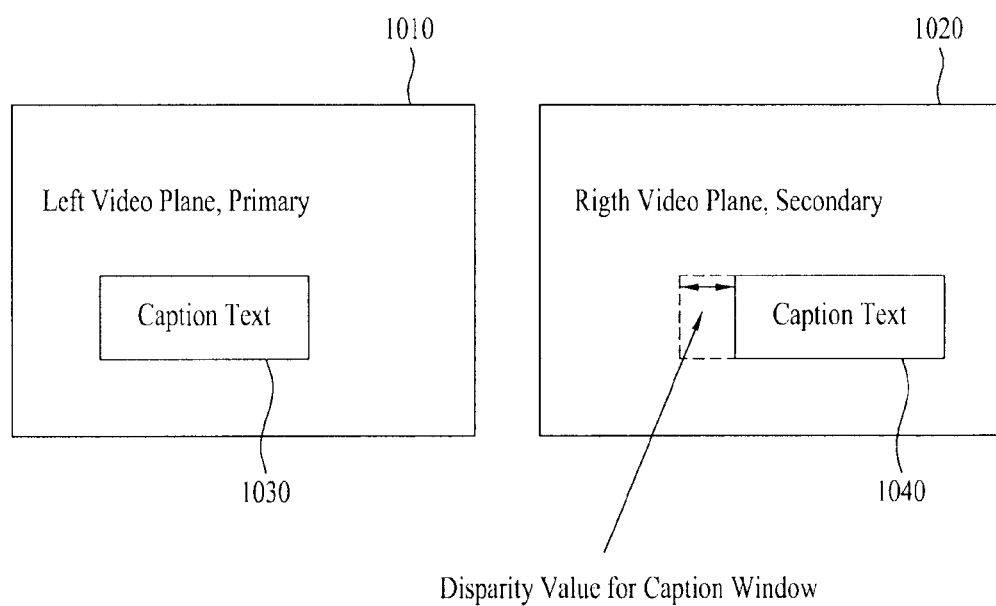 1010
1020
Left Video Plane, Primary
Rigth Video Plane, Secondary
Caption Text
Caption Text
1030
1040
Disparity Value for Caption Window